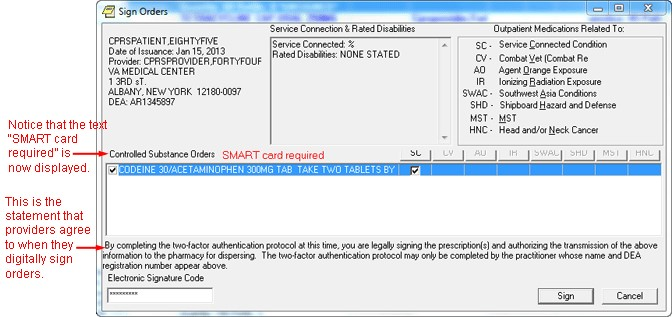 Sign Orders
CPRSPATIENT,EIGHTYFIVE
Date of Issuance: Jan 15, 2013
Provider: CPRSPROVIDER,FORTYFOUF
VA MEDICAL CENTER
1 3RD sT.
ALBANY, NEW YORK 12180-0097
DEA: AR1345897
Service Connection & Rated Disabilities
Service Connected: %
Rated Disabilities: NONE STATED
Outpatient Medications Related To:
SC - Service Connected Condition
CV - Combat Vet (Combat Re
AO - Agent Orange Exposure
IR - Ionizing Radiation Exposure
SWAC - Southwest Asia Conditions
SHD - Shipboard Hazard and Defense
MST - MST
HNC - Head and/or Neck Cancer
Notice that the text
"SMART card
required" is
now displayed.
Controlled Substance Orders SMART card required
SC CV AO IR SWAC SHD MST HNC
CODEINE 30/ACETAMINOPHEN 300MG TAB TAKE TWO TABLETS BY
This is the
statement that
providers agree
to when they
digitally sign
orders.
By completing the two-factor authentication protocol at this time, you are legally signing the prescription(s) and authorizing the transmission of the above
information to the pharmacy for dispersing. The two-factor authentication protocol may only be completed by the practitioner whose name and DEA
registration number appear above.
Electronic Signature Code
*********
Sign
Cancel